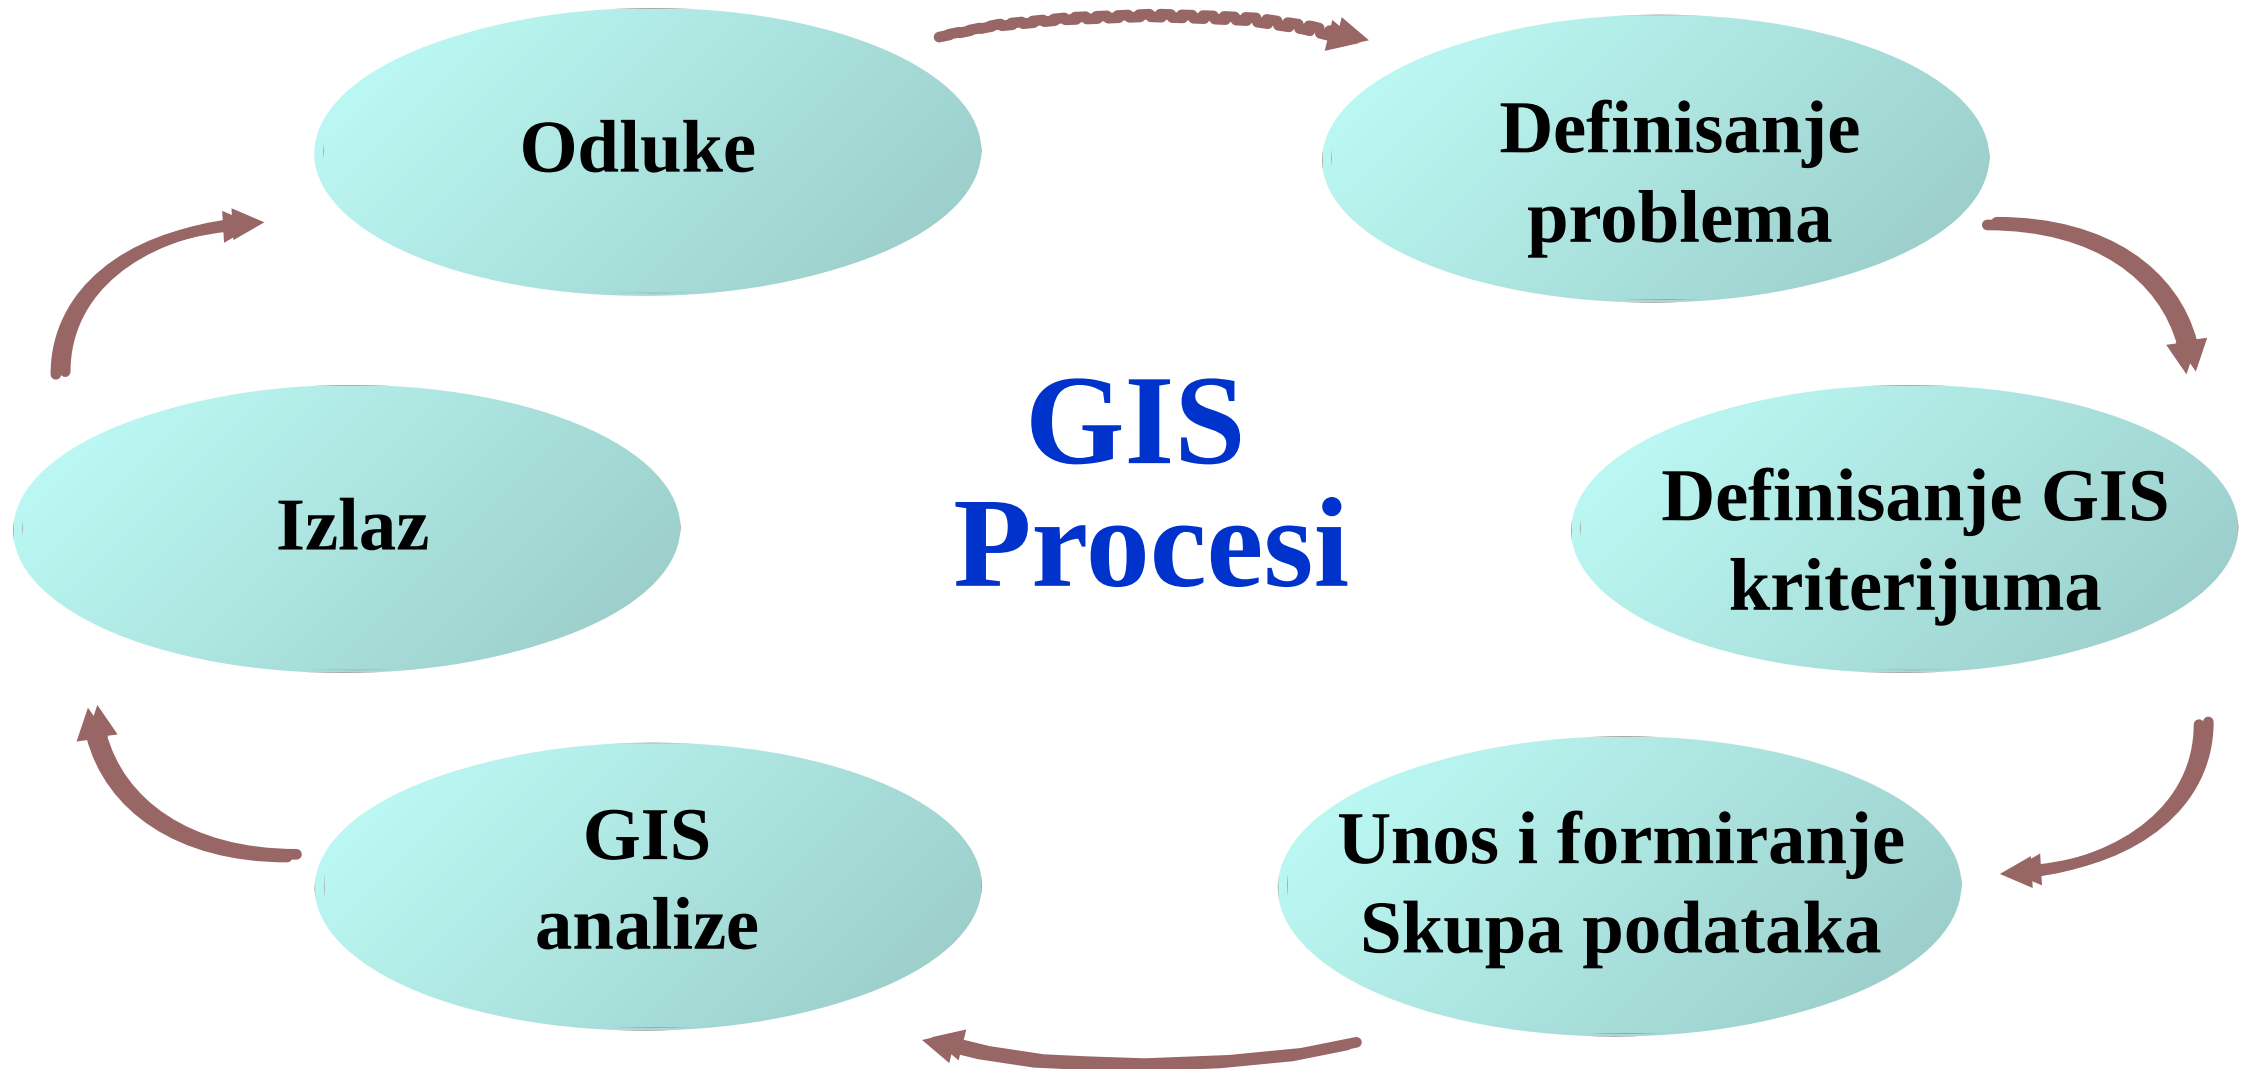 Odluke
Definisanje
problema
GIS
Procesi
Izlaz
Definisanje GIS
kriterijuma
GIS
analize
Unos i formiranje
Skupa podataka